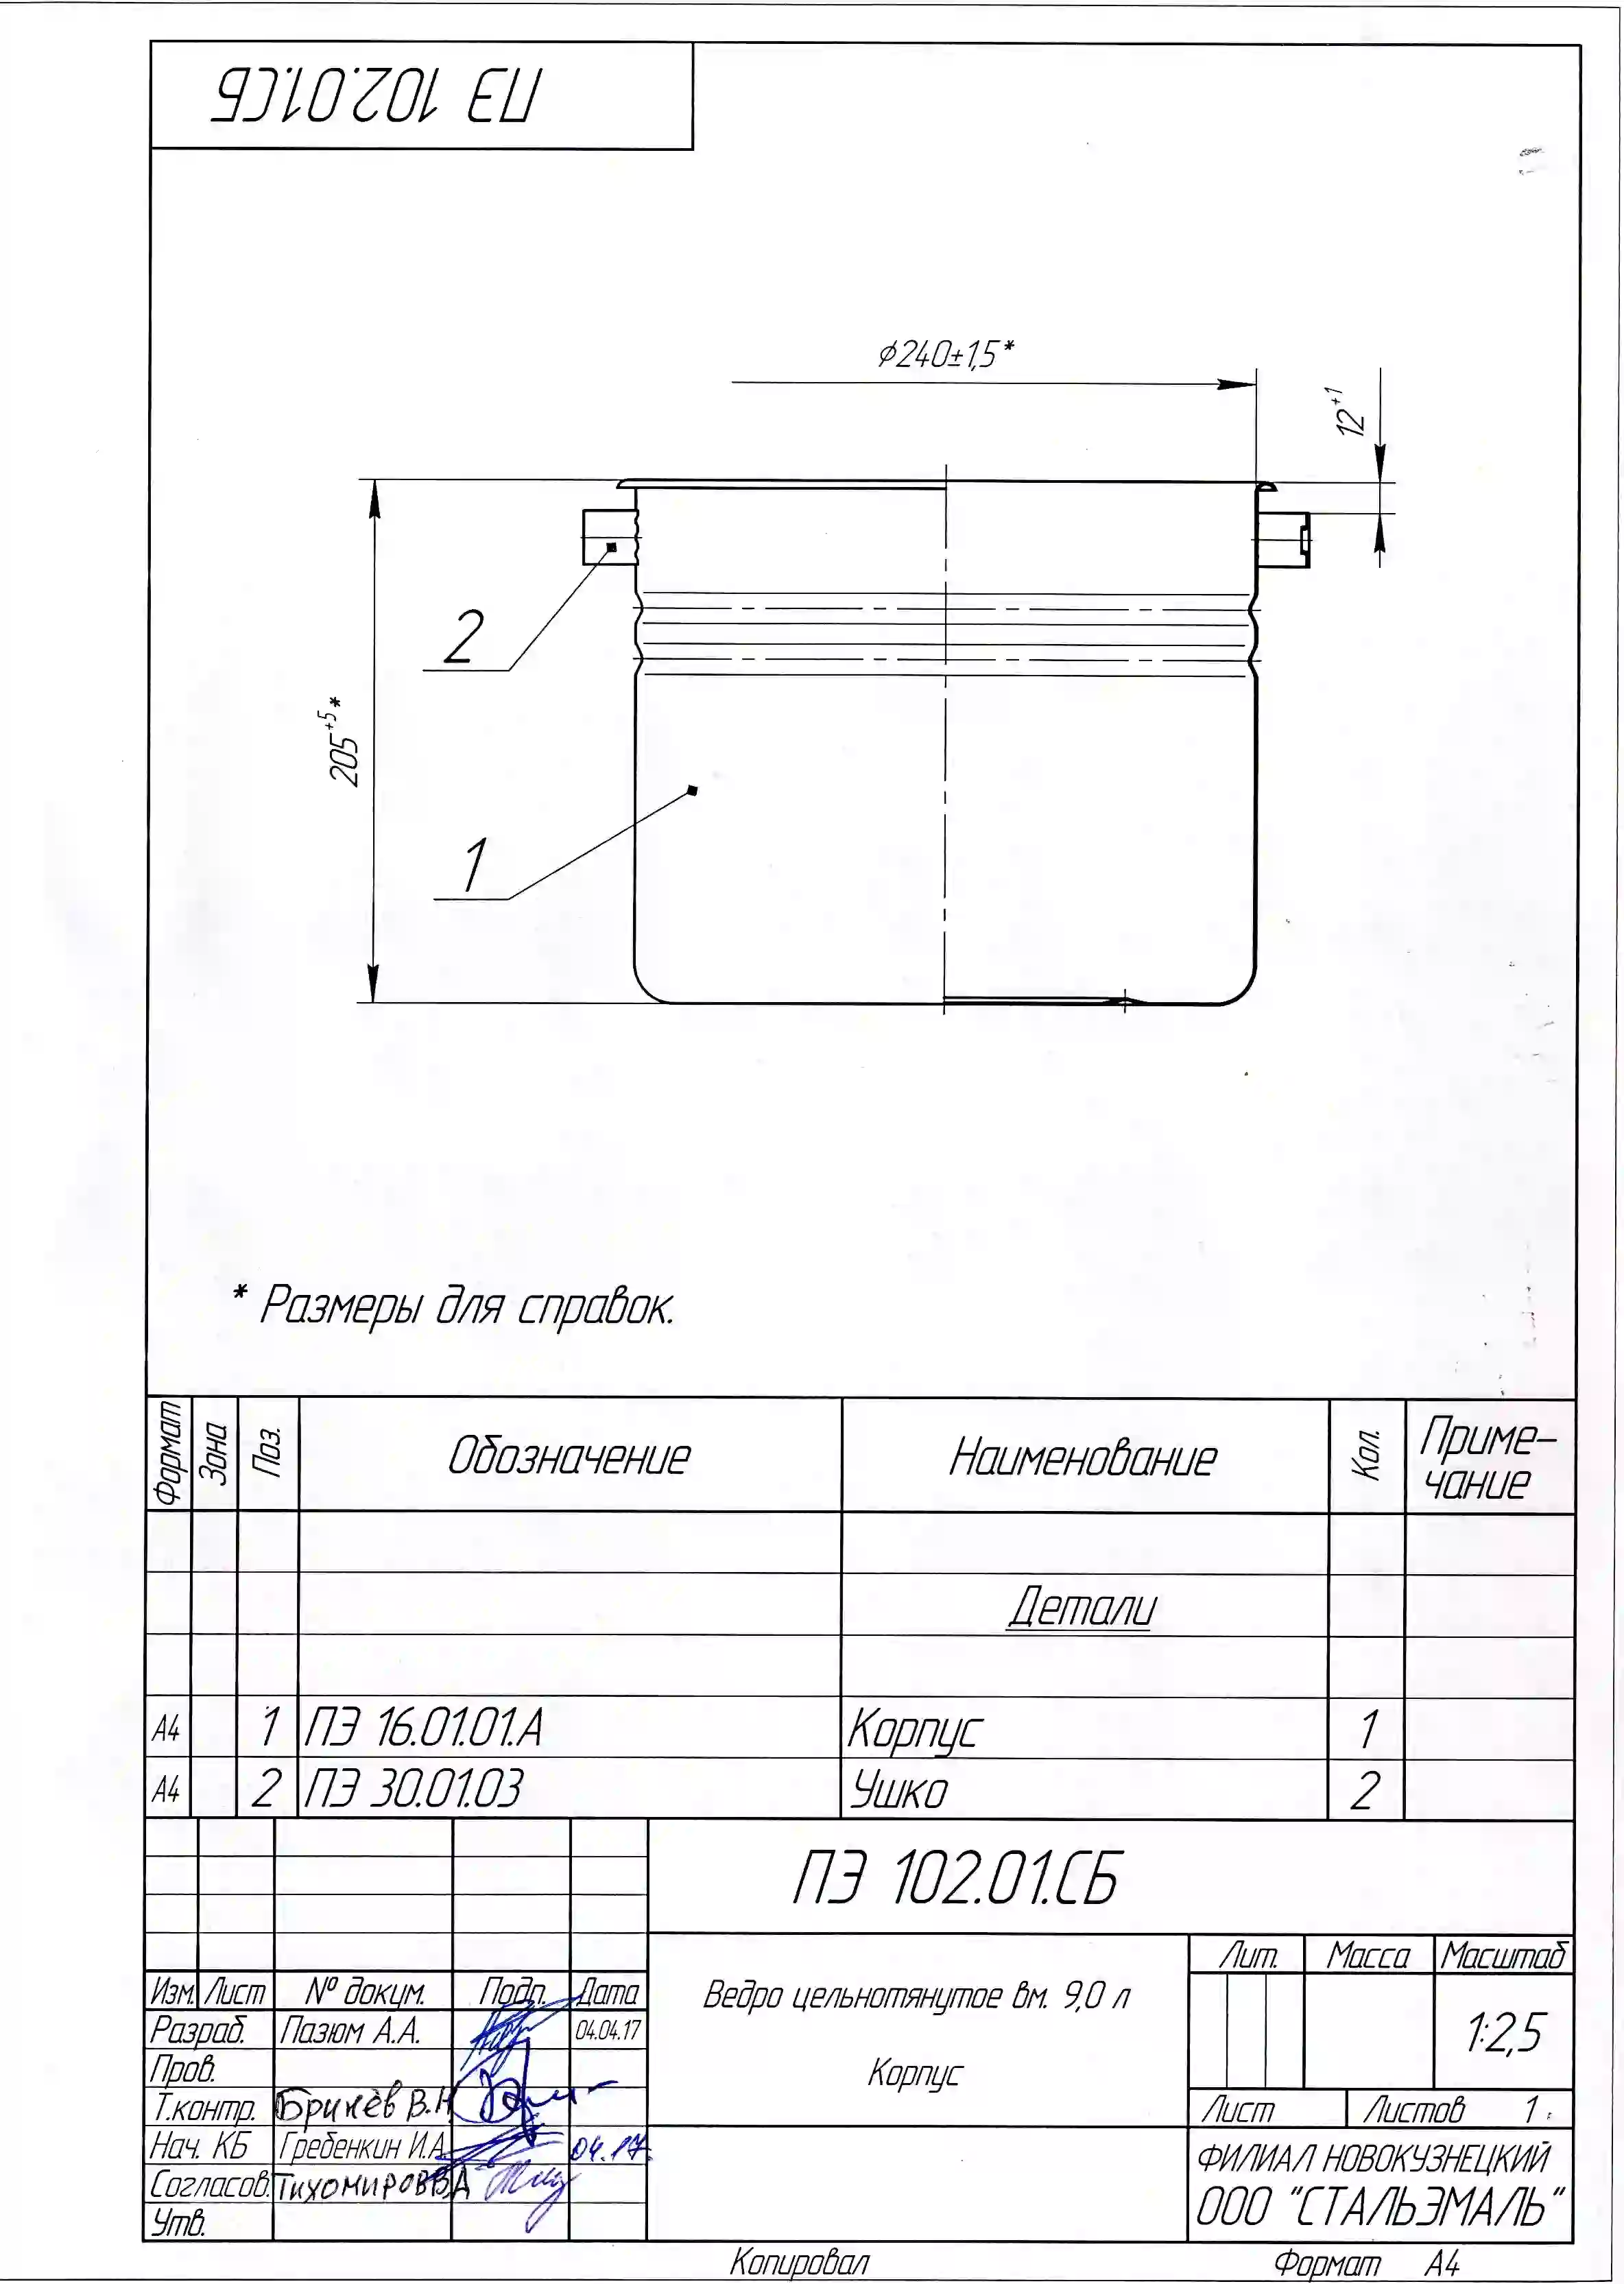 ПЭ 102.01.СБ
⌀240±1,5*
12+1
205+5*
2
1
* Размеры для справок.
Формат Зона Поз. Обозначение Наименование Кол. Приме-
чание
Детали
А4 1 ПЭ 16.01.01.А Корпус 1
А4 2 ПЭ 30.01.03 Ушко 2
ПЭ 102.01.СБ
Изм. Лист № докум. Подп. Дата
Разраб. Пазюм А.А. 04.04.17
Пров.
Т.контр. Бринёв В.Н
Нач. КБ Гребенкин И.А. 04.17.
Согласов. Тихомиров В.Д
Утв.
Ведро цельнотянутое вм. 9,0 л
Корпус
Лит. Масса Масштаб
1:2,5
Лист Листов 1
ФИЛИАЛ НОВОКУЗНЕЦКИЙ
ООО "СТАЛЬЭМАЛЬ"
Копировал Формат А4